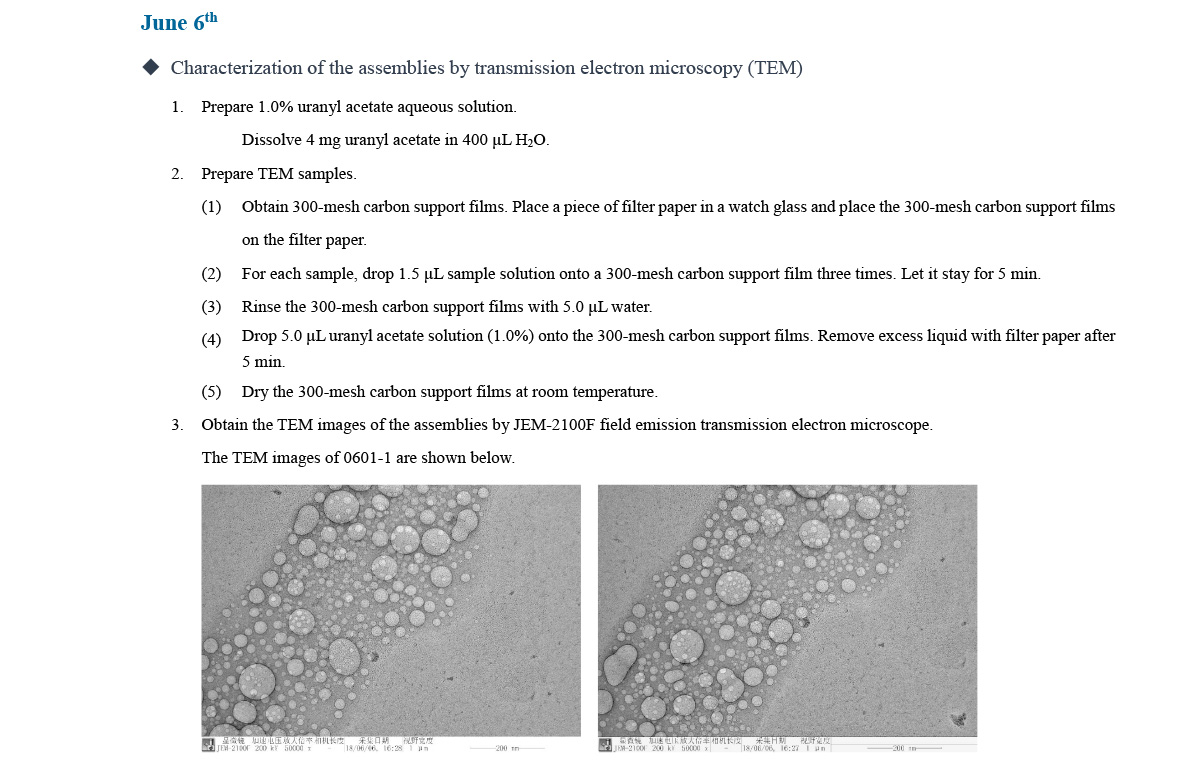 June 6th
◆ Characterization of the assemblies by transmission electron microscopy (TEM)
1. Prepare 1.0% uranyl acetate aqueous solution.
Dissolve 4 mg uranyl acetate in 400 μL H₂O.
2. Prepare TEM samples.
(1) Obtain 300-mesh carbon support films. Place a piece of filter paper in a watch glass and place the 300-mesh carbon support films
on the filter paper.
(2) For each sample, drop 1.5 μL sample solution onto a 300-mesh carbon support film three times. Let it stay for 5 min.
(3) Rinse the 300-mesh carbon support films with 5.0 μL water.
(4) Drop 5.0 μL uranyl acetate solution (1.0%) onto the 300-mesh carbon support films. Remove excess liquid with filter paper after
5 min.
(5) Dry the 300-mesh carbon support films at room temperature.
3. Obtain the TEM images of the assemblies by JEM-2100F field emission transmission electron microscope.
The TEM images of 0601-1 are shown below.
显微镜 加速电压 放大倍率 相机长度 采集日期 视野宽度
JEM-2100F 200 kV 50000 x - 18/06/06, 16:28 1 μm 200 nm
显微镜 加速电压 放大倍率 相机长度 采集日期 视野宽度
JEM-2100F 200 kV 50000 x - 18/06/06, 16:27 1 μm 200 nm